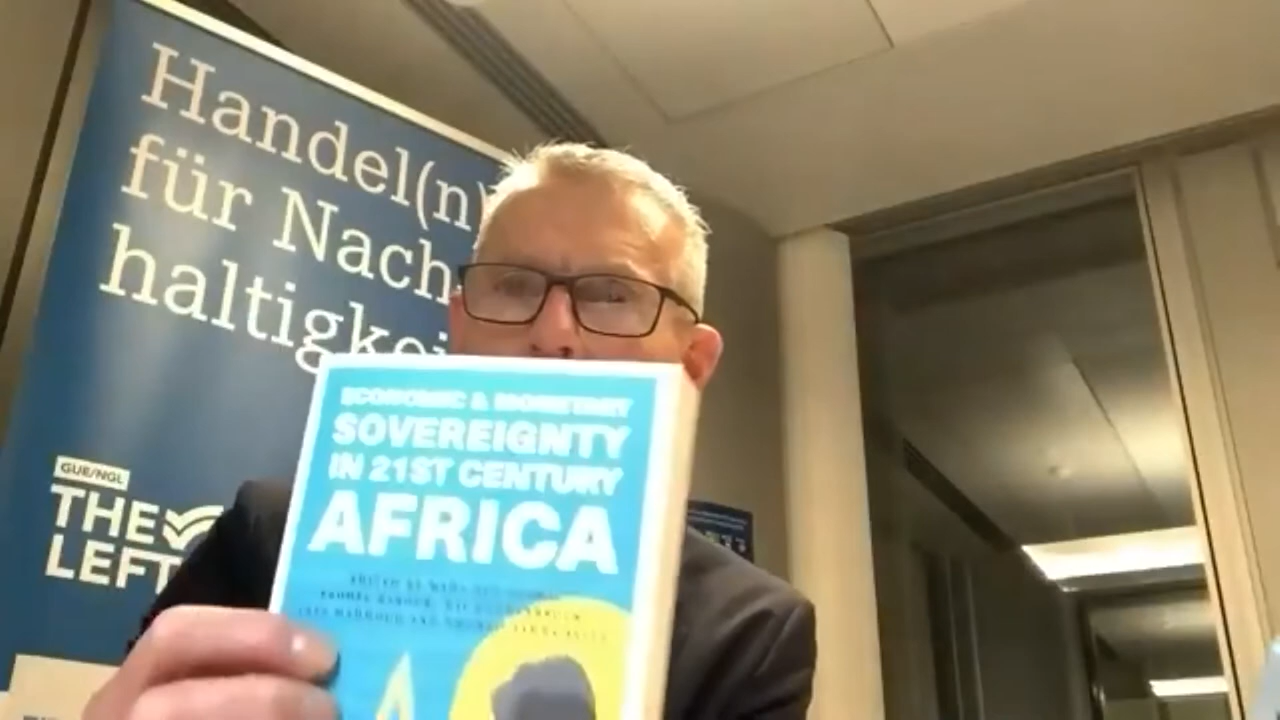 Handel(n)
für Nach
haltigkei
GUE/NGL
THE
LEFT
ECONOMIC & MONETARY
SOVEREIGNTY
IN 21ST CENTURY
AFRICA